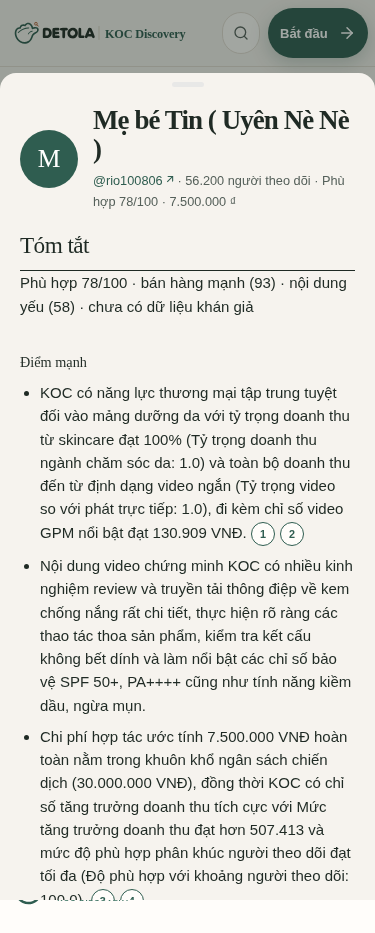 DETOLA
KOC Discovery
Bắt đầu →
M
Mẹ bé Tin ( Uyên Nè Nè
)
@rio100806 ↗ · 56.200 người theo dõi · Phù
hợp 78/100 · 7.500.000 ₫
Tóm tắt
Phù hợp 78/100 · bán hàng mạnh (93) · nội dung
yếu (58) · chưa có dữ liệu khán giả
Điểm mạnh
• KOC có năng lực thương mại tập trung tuyệt
đối vào mảng dưỡng da với tỷ trọng doanh thu
từ skincare đạt 100% (Tỷ trọng doanh thu
ngành chăm sóc da: 1.0) và toàn bộ doanh thu
đến từ định dạng video ngắn (Tỷ trọng video
so với phát trực tiếp: 1.0), đi kèm chỉ số video
GPM nổi bật đạt 130.909 VNĐ. 1 2
• Nội dung video chứng minh KOC có nhiều kinh
nghiệm review và truyền tải thông điệp về kem
chống nắng rất chi tiết, thực hiện rõ ràng các
thao tác thoa sản phẩm, kiểm tra kết cấu
không bết dính và làm nổi bật các chỉ số bảo
vệ SPF 50+, PA++++ cũng như tính năng kiềm
dầu, ngừa mụn.
• Chi phí hợp tác ước tính 7.500.000 VNĐ hoàn
toàn nằm trong khuôn khổ ngân sách chiến
dịch (30.000.000 VNĐ), đồng thời KOC có chỉ
số tăng trưởng doanh thu tích cực với Mức
tăng trưởng doanh thu đạt hơn 507.413 và
mức độ phù hợp phân khúc người theo dõi đạt
tối đa (Độ phù hợp với khoảng người theo dõi:
100.0). 3 4